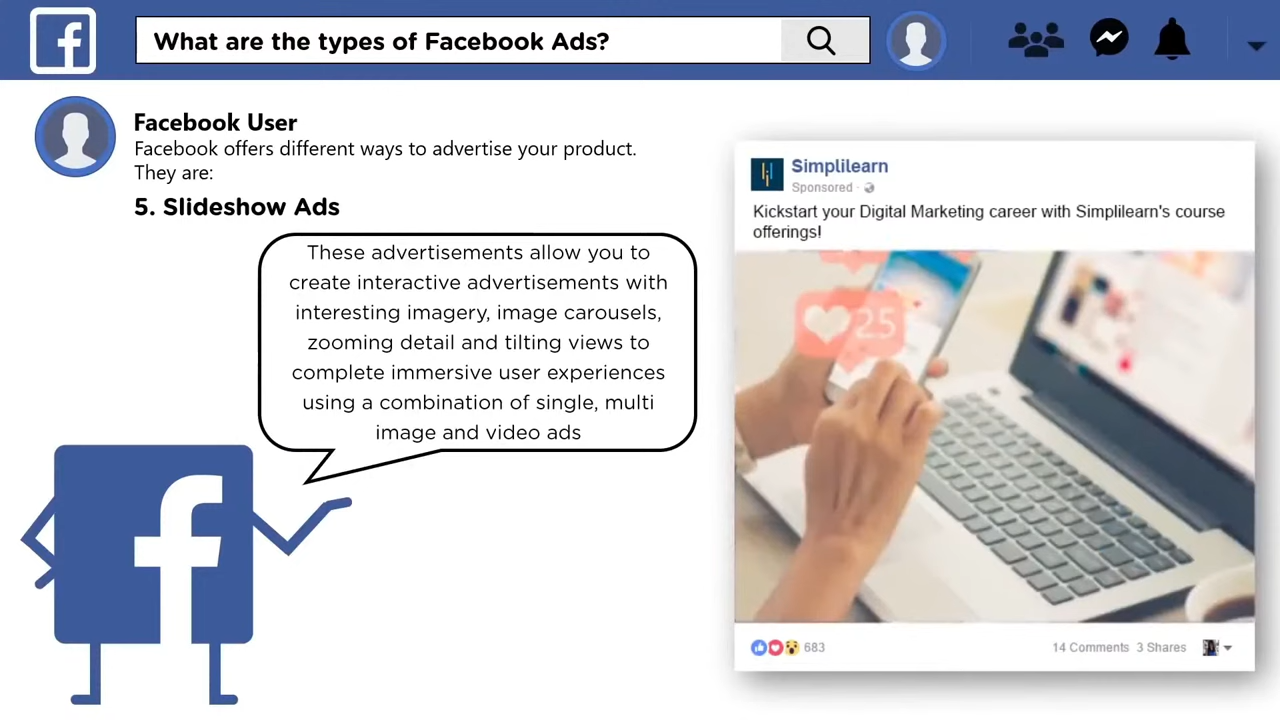 What are the types of Facebook Ads?
Facebook User
Facebook offers different ways to advertise your product.
They are:
5. Slideshow Ads
These advertisements allow you to
create interactive advertisements with
interesting imagery, image carousels,
zooming detail and tilting views to
complete immersive user experiences
using a combination of single, multi
image and video ads
Simplilearn
Sponsored ·
Kickstart your Digital Marketing career with Simplilearn's course
offerings!
25
683
14 Comments 3 Shares